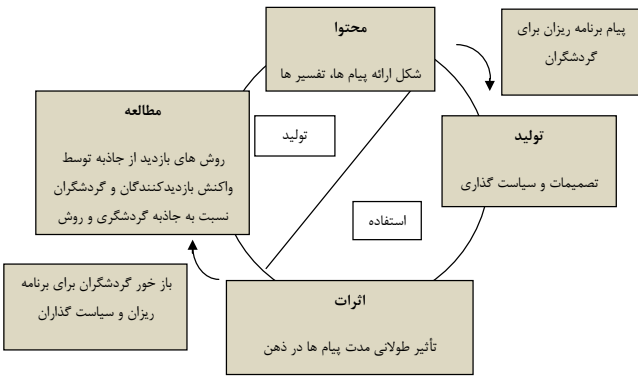 محتوا
شکل ارائه پیام ها، تفسیر ها
پیام برنامه ریزان برای
گردشگران
مطالعه
روش های بازدید از جاذبه توسط
واکنش بازدیدکنندگان و گردشگران
نسبت به جاذبه گردشگری و روش
تولید
تولید
تصمیمات و سیاست گذاری
استفاده
باز خور گردشگران برای برنامه
ریزان و سیاست گذاران
اثرات
تأثیر طولانی مدت پیام ها در ذهن